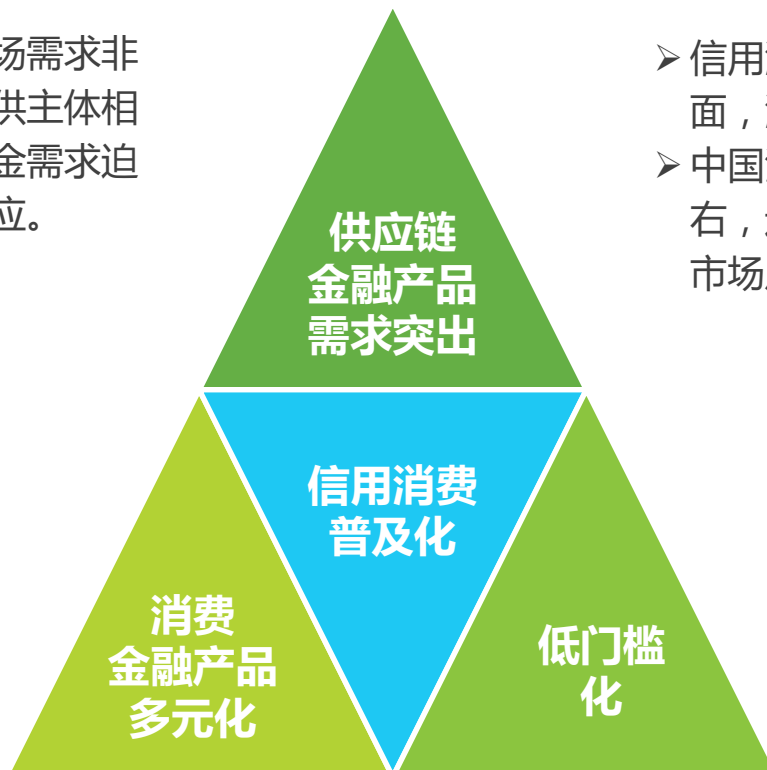 场需求非
供主体相
金需求迫
应。
➢ 信用
面，
➢ 中国
右，
市场
供应链
金融产品
需求突出
信用消费
普及化
消费
金融产品
多元化
低门槛
化